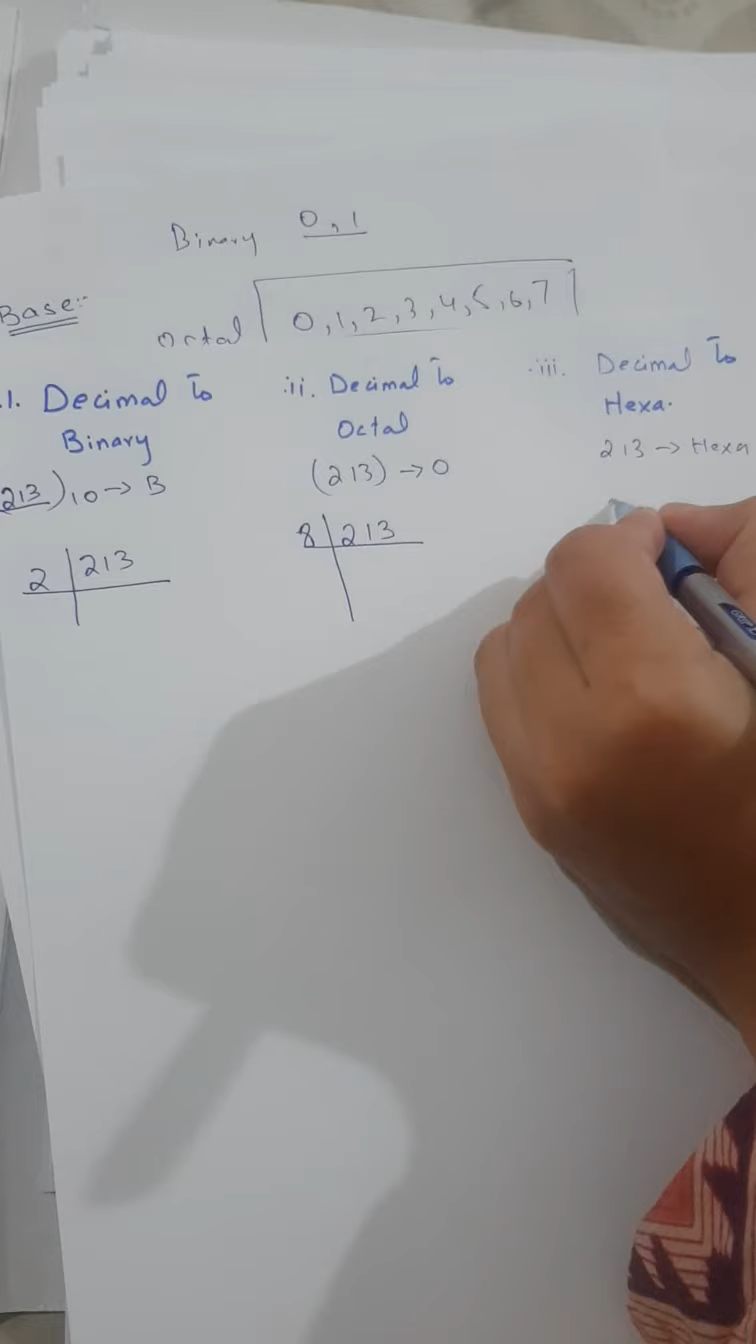 Binary 0,1
Base:-
Octal 0,1,2,3,4,5,6,7
1. Decimal To
Binary
(213)10 → B
2 | 213
ii. Decimal To
Octal
(213) → O
8 | 213
iii. Decimal To
Hexa.
213 → Hexa